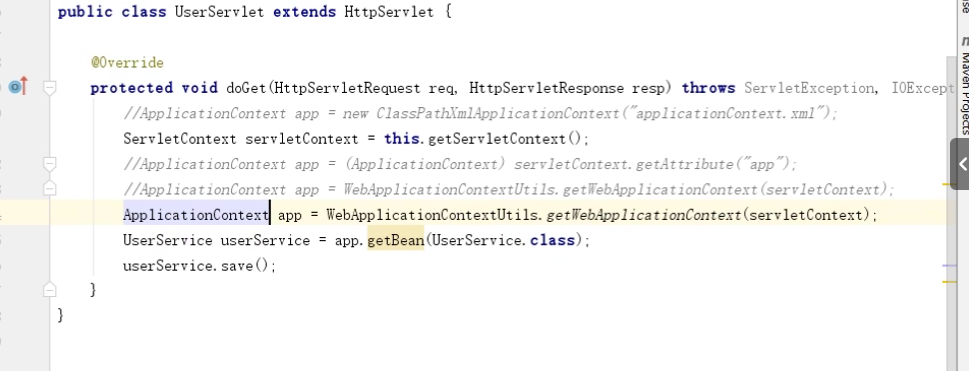 public class UserServlet extends HttpServlet {
@Override
protected void doGet(HttpServletRequest req, HttpServletResponse resp) throws ServletException, IOExcept
//ApplicationContext app = new ClassPathXmlApplicationContext("applicationContext.xml");
ServletContext servletContext = this.getServletContext();
//ApplicationContext app = (ApplicationContext) servletContext.getAttribute("app");
//ApplicationContext app = WebApplicationContextUtils.getWebApplicationContext(servletContext);
ApplicationContext app = WebApplicationContextUtils.getWebApplicationContext(servletContext);
UserService userService = app.getBean(UserService.class);
userService.save();
}
}
Maven Projects